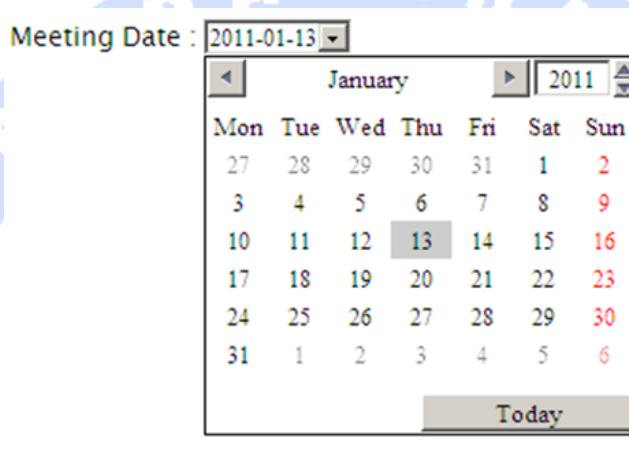 Meeting Date : 2011-01-13
January 2011
Mon Tue Wed Thu Fri Sat Sun
27 28 29 30 31 1 2
3 4 5 6 7 8 9
10 11 12 13 14 15 16
17 18 19 20 21 22 23
24 25 26 27 28 29 30
31 1 2 3 4 5 6
Today